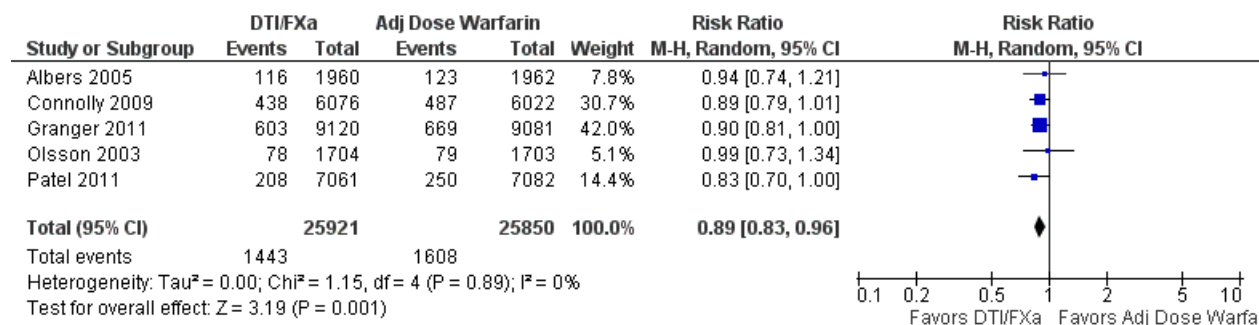 DTI/FXa Adj Dose Warfarin Risk Ratio Risk Ratio
Study or Subgroup Events Total Events Total Weight M-H, Random, 95% CI M-H, Random, 95% CI
Albers 2005 116 1960 123 1962 7.8% 0.94 [0.74, 1.21]
Connolly 2009 438 6076 487 6022 30.7% 0.89 [0.79, 1.01]
Granger 2011 603 9120 669 9081 42.0% 0.90 [0.81, 1.00]
Olsson 2003 78 1704 79 1703 5.1% 0.99 [0.73, 1.34]
Patel 2011 208 7061 250 7082 14.4% 0.83 [0.70, 1.00]
Total (95% CI) 25921 25850 100.0% 0.89 [0.83, 0.96]
Total events 1443 1608
Heterogeneity: Tau² = 0.00; Chi² = 1.15, df = 4 (P = 0.89); I² = 0%
Test for overall effect: Z = 3.19 (P = 0.001)
0.1 0.2 0.5 1 2 5 10
Favors DTI/FXa Favors Adj Dose Warfa